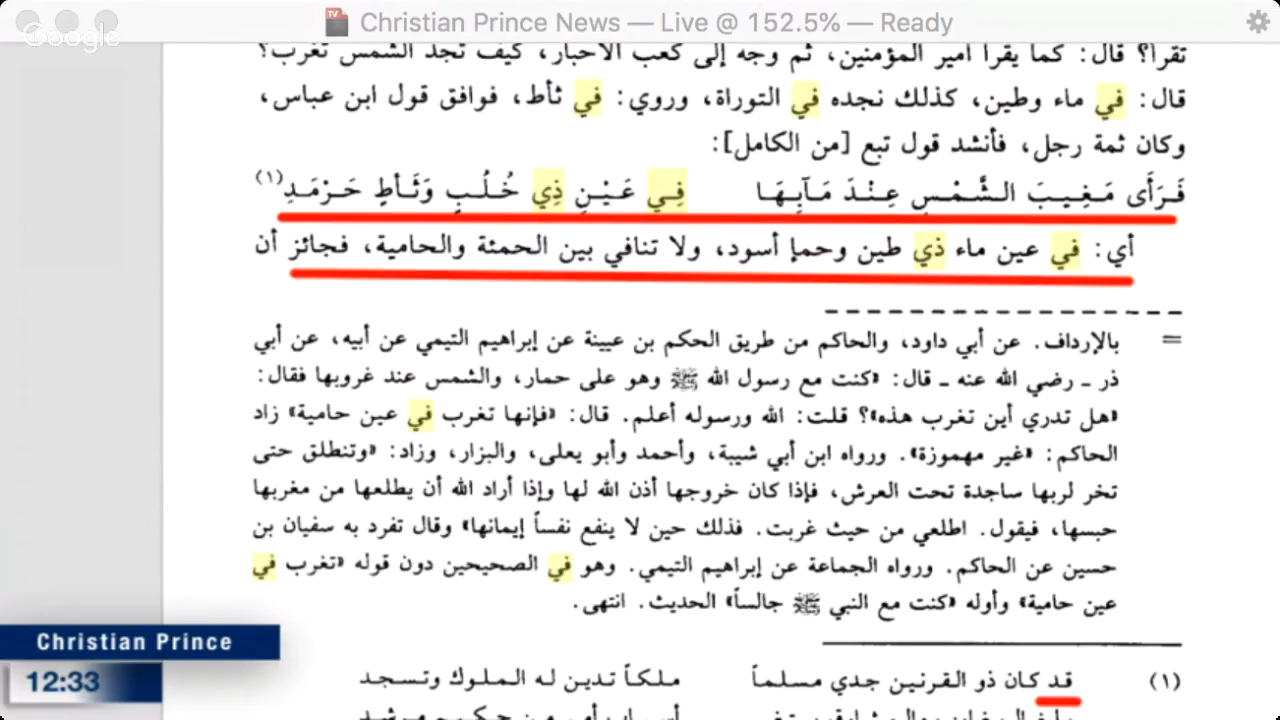 Christian Prince News — Live @ 152.5% — Ready
Google
تقرأ؟ قال: كما يقرأ أمير المؤمنين، ثم وجه إلى كعب الأحبار، كيف تجد الشمس تغرب؟
قال: في ماء وطين، كذلك نجده في التوراة، وروي: في ثأط، فوافق قول ابن عباس،
وكان ثمة رجل، فأنشد قول تبع [من الكامل]:
فَرَأَى مَغِيبَ الشَّمْسِ عِنْدَ مَآبِهَا فِي عَيْنِ ذِي خُلُبٍ وَثَأطٍ حَرْمَدِ(١)
أي: في عين ماء ذي طين وحمإ أسود، ولا تنافي بين الحمئة والحامية، فجائز أن
= بالإرداف. عن أبي داود، والحاكم من طريق الحكم بن عيينة عن إبراهيم التيمي عن أبيه، عن أبي
ذر ـ رضي الله عنه ـ قال: «كنت مع رسول الله ﷺ وهو على حمار، والشمس عند غروبها فقال:
«هل تدري أين تغرب هذه»؟ قلت: الله ورسوله أعلم. قال: «فإنها تغرب في عين حامية» زاد
الحاكم: «غير مهموزة». ورواه ابن أبي شيبة، وأحمد وأبو يعلى، والبزار، وزاد: «وتنطلق حتى
تخر لربها ساجدة تحت العرش، فإذا كان خروجها أذن الله لها وإذا أراد الله أن يطلعها من مغربها
حبسها، فيقول. اطلعي من حيث غربت. فذلك حين لا ينفع نفساً إيمانها» وقال تفرد به سفيان بن
حسين عن الحاكم. ورواه الجماعة عن إبراهيم التيمي. وهو في الصحيحين دون قوله «تغرب في
عين حامية» وأوله «كنت مع النبي ﷺ جالساً» الحديث. انتهى.
(١) قد كان ذو القرنين جدي مسلماً ملكاً تدين له الملوك وتسجد
Christian Prince
12:33